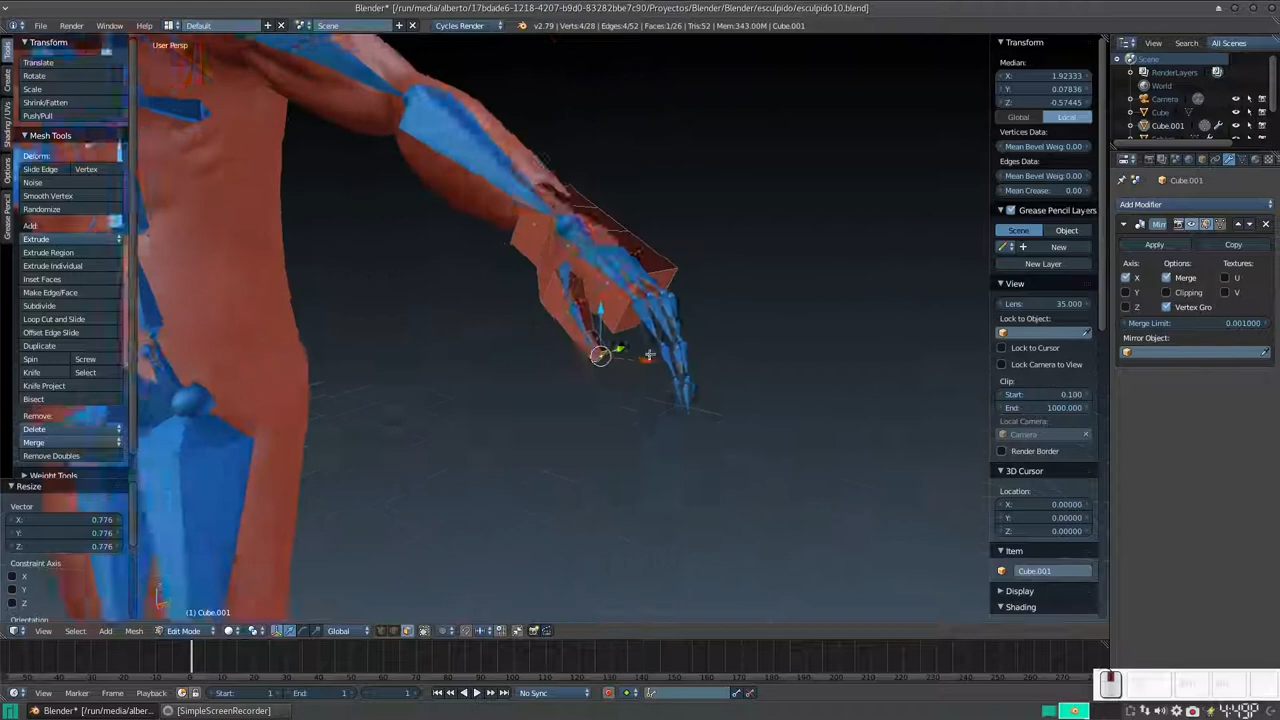 Blender* [/run/media/alberto/17bdade6-1218-4207-b9d0-83282bbe7c90/Proyectos/Blender/Blender/esculpido/esculpido10.blend]
File Render Window Help Default Scene Cycles Render v2.79 | Verts:4/28 | Edges:4/52 | Faces:1/26 | Tris:52 | Mem:343.00M | Cube.001
View Search All Scenes
Tools
Create
Shading / UVs
Options
Grease Pencil
Transform
Translate
Rotate
Scale
Shrink/Fatten
Push/Pull
Mesh Tools
Deform:
Slide Edge Vertex
Noise
Smooth Vertex
Randomize
Add:
Extrude
Extrude Region
Extrude Individual
Inset Faces
Make Edge/Face
Subdivide
Loop Cut and Slide
Offset Edge Slide
Duplicate
Spin Screw
Knife Select
Knife Project
Bisect
Remove:
Delete
Merge
Remove Doubles
Weight Tools
Resize
Vector
X: 0.776
Y: 0.776
Z: 0.776
Constraint Axis
X
Y
Z
Orientation
User Persp
(1) Cube.001
Transform
Median:
X: 1.92333
Y: 0.07836
Z: -0.57445
Global Local
Vertices Data:
Mean Bevel Weig: 0.00
Edges Data:
Mean Bevel Weig: 0.00
Mean Crease: 0.00
Grease Pencil Layers
Scene Object
New
New Layer
View
Lens: 35.000
Lock to Object:
Lock to Cursor
Lock Camera to View
Clip:
Start: 0.100
End: 1000.000
Local Camera:
Camera
Render Border
3D Cursor
Location:
X: 0.00000
Y: 0.00000
Z: 0.00000
Item
Cube.001
Display
Shading
Scene
RenderLayers
World
Camera
Cube
Cube.001
Cube.001
Add Modifier
Mirr
Apply Copy
Axis: Options: Textures:
X Merge U
Y Clipping V
Z Vertex Gro
Merge Limit: 0.001000
Mirror Object:
View Select Add Mesh Edit Mode Global
View Marker Frame Playback Start: 1 End: 1 1 No Sync
Blender* [/run/media/al... [SimpleScreenRecorder]